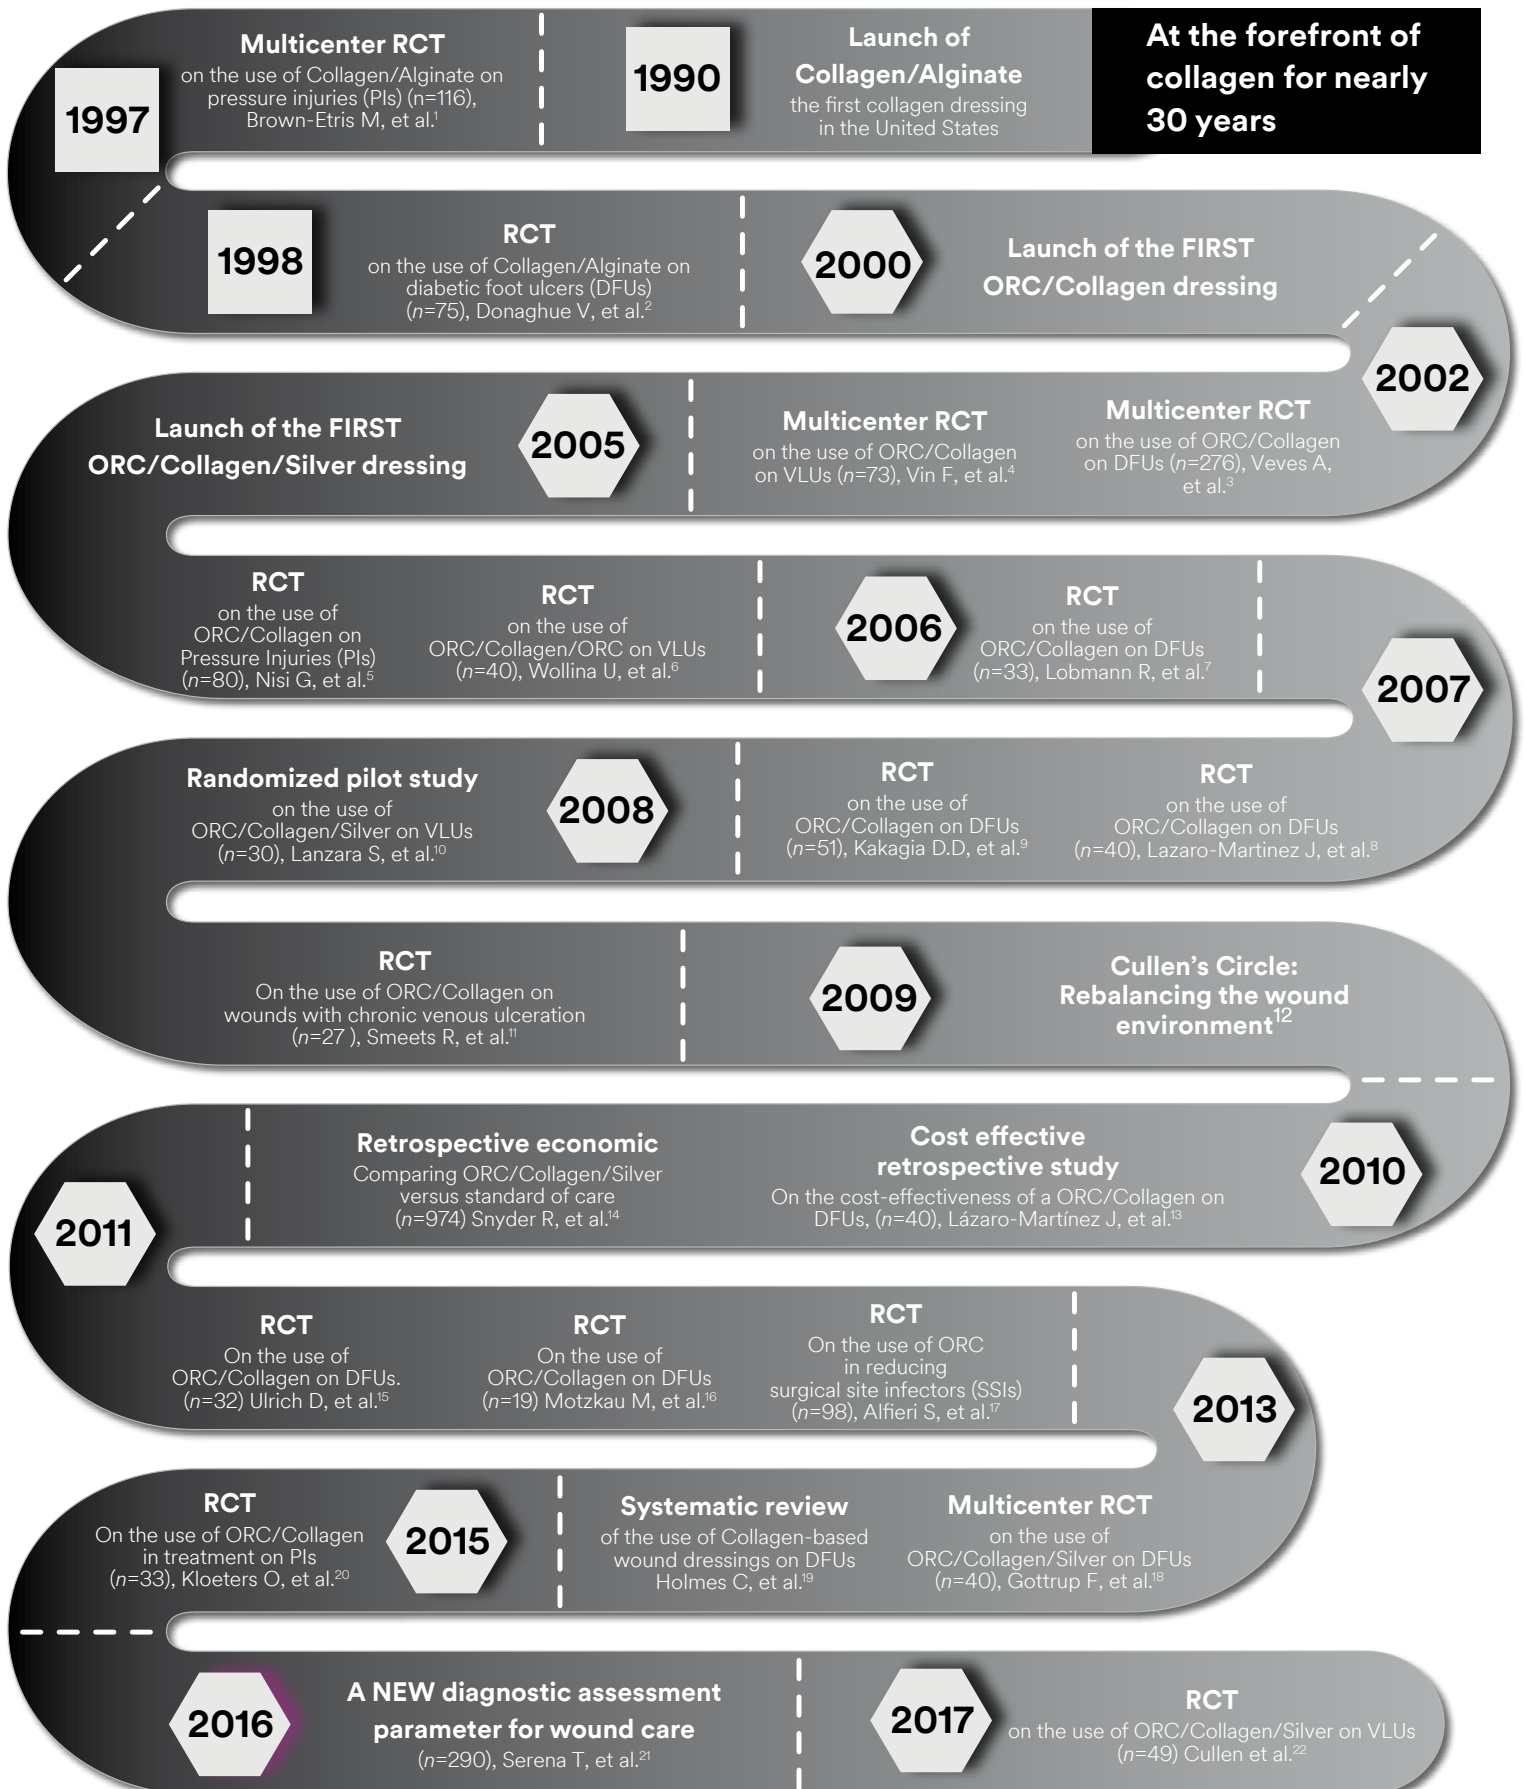 At the forefront of
collagen for nearly
30 years
1990
Launch of
Collagen/Alginate
the first collagen dressing
in the United States
1997
Multicenter RCT
on the use of Collagen/Alginate on
pressure injuries (PIs) (n=116),
Brown-Etris M, et al.1
1998
RCT
on the use of Collagen/Alginate on
diabetic foot ulcers (DFUs)
(n=75), Donaghue V, et al.2
2000
Launch of the FIRST
ORC/Collagen dressing
2002
Multicenter RCT
on the use of ORC/Collagen
on DFUs (n=276), Veves A,
et al.3
Multicenter RCT
on the use of ORC/Collagen
on VLUs (n=73), Vin F, et al.4
2005
Launch of the FIRST
ORC/Collagen/Silver dressing
RCT
on the use of
ORC/Collagen on
Pressure Injuries (PIs)
(n=80), Nisi G, et al.5
RCT
on the use of
ORC/Collagen/ORC on VLUs
(n=40), Wollina U, et al.6
2006
RCT
on the use of
ORC/Collagen on DFUs
(n=33), Lobmann R, et al.7
2007
RCT
on the use of
ORC/Collagen on DFUs
(n=40), Lazaro-Martinez J, et al.8
RCT
on the use of
ORC/Collagen on DFUs
(n=51), Kakagia D.D, et al.9
2008
Randomized pilot study
on the use of
ORC/Collagen/Silver on VLUs
(n=30), Lanzara S, et al.10
RCT
On the use of ORC/Collagen on
wounds with chronic venous ulceration
(n=27 ), Smeets R, et al.11
2009
Cullen’s Circle:
Rebalancing the wound
environment12
2010
Cost effective
retrospective study
On the cost-effectiveness of a ORC/Collagen on
DFUs, (n=40), Lázaro-Martínez J, et al.13
Retrospective economic
Comparing ORC/Collagen/Silver
versus standard of care
(n=974) Snyder R, et al.14
2011
RCT
On the use of
ORC/Collagen on DFUs.
(n=32) Ulrich D, et al.15
RCT
On the use of
ORC/Collagen on DFUs
(n=19) Motzkau M, et al.16
RCT
On the use of ORC
in reducing
surgical site infectors (SSIs)
(n=98), Alfieri S, et al.17
2013
Multicenter RCT
on the use of
ORC/Collagen/Silver on DFUs
(n=40), Gottrup F, et al.18
Systematic review
of the use of Collagen-based
wound dressings on DFUs
Holmes C, et al.19
2015
RCT
On the use of ORC/Collagen
in treatment on PIs
(n=33), Kloeters O, et al.20
2016
A NEW diagnostic assessment
parameter for wound care
(n=290), Serena T, et al.21
2017
RCT
on the use of ORC/Collagen/Silver on VLUs
(n=49) Cullen et al.22